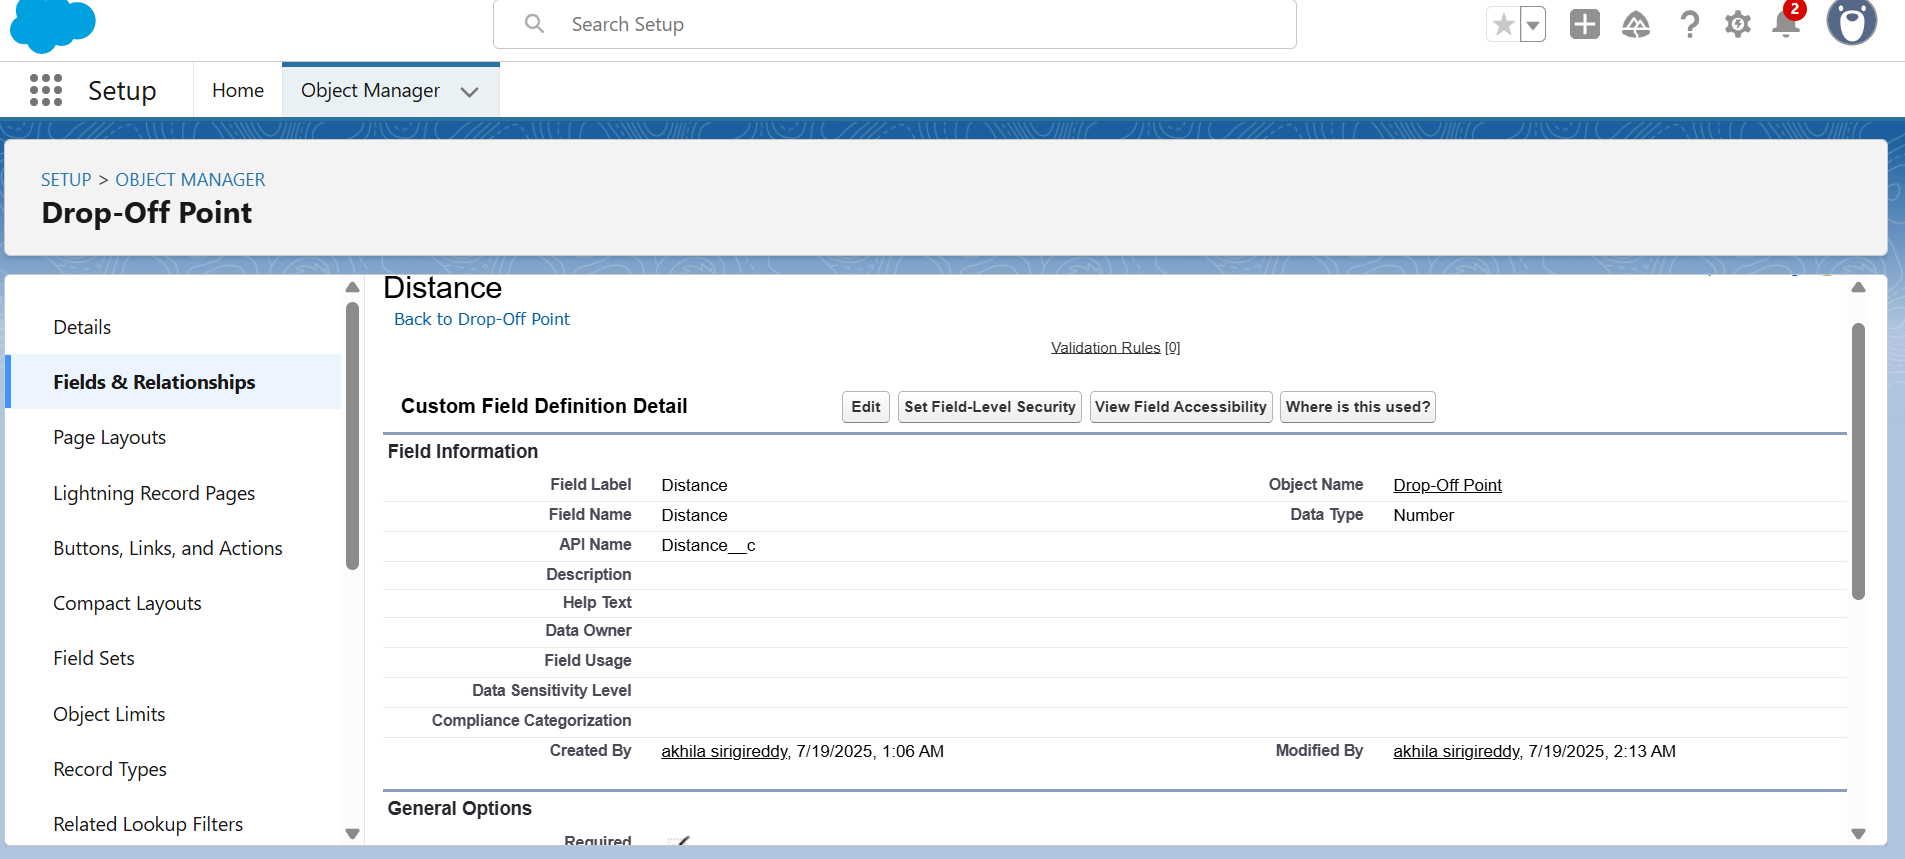 Search Setup
2
Setup
Home
Object Manager
SETUP > OBJECT MANAGER
Drop-Off Point
Details
Fields & Relationships
Page Layouts
Lightning Record Pages
Buttons, Links, and Actions
Compact Layouts
Field Sets
Object Limits
Record Types
Related Lookup Filters
Distance
Back to Drop-Off Point
Validation Rules [0]
Custom Field Definition Detail
Edit
Set Field-Level Security
View Field Accessibility
Where is this used?
Field Information
Field Label Distance Object Name Drop-Off Point
Field Name Distance Data Type Number
API Name Distance__c
Description
Help Text
Data Owner
Field Usage
Data Sensitivity Level
Compliance Categorization
Created By akhila sirigireddy, 7/19/2025, 1:06 AM Modified By akhila sirigireddy, 7/19/2025, 2:13 AM
General Options
Required